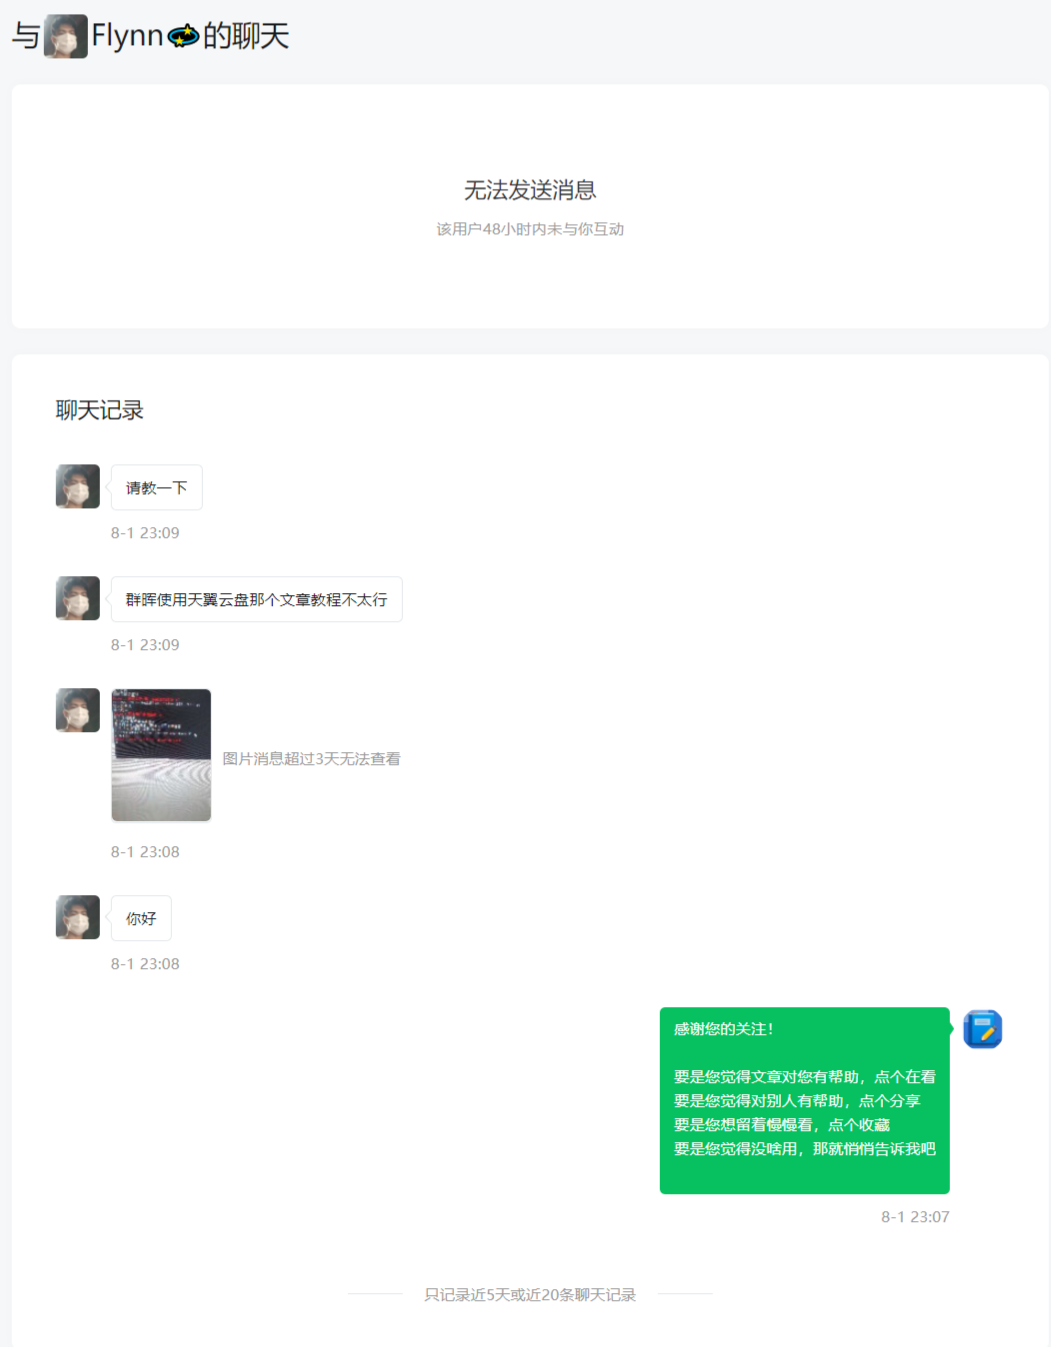 与Flynn💫的聊天
无法发送消息
该用户48小时内未与你互动
聊天记录
请教一下
8-1 23:09
群晖使用天翼云盘那个文章教程不太行
8-1 23:09
图片消息超过3天无法查看
8-1 23:08
你好
8-1 23:08
感谢您的关注！
要是您觉得文章对您有帮助，点个在看
要是您觉得对别人有帮助，点个分享
要是您想留着慢慢看，点个收藏
要是您觉得没啥用，那就悄悄告诉我吧
8-1 23:07
只记录近5天或近20条聊天记录